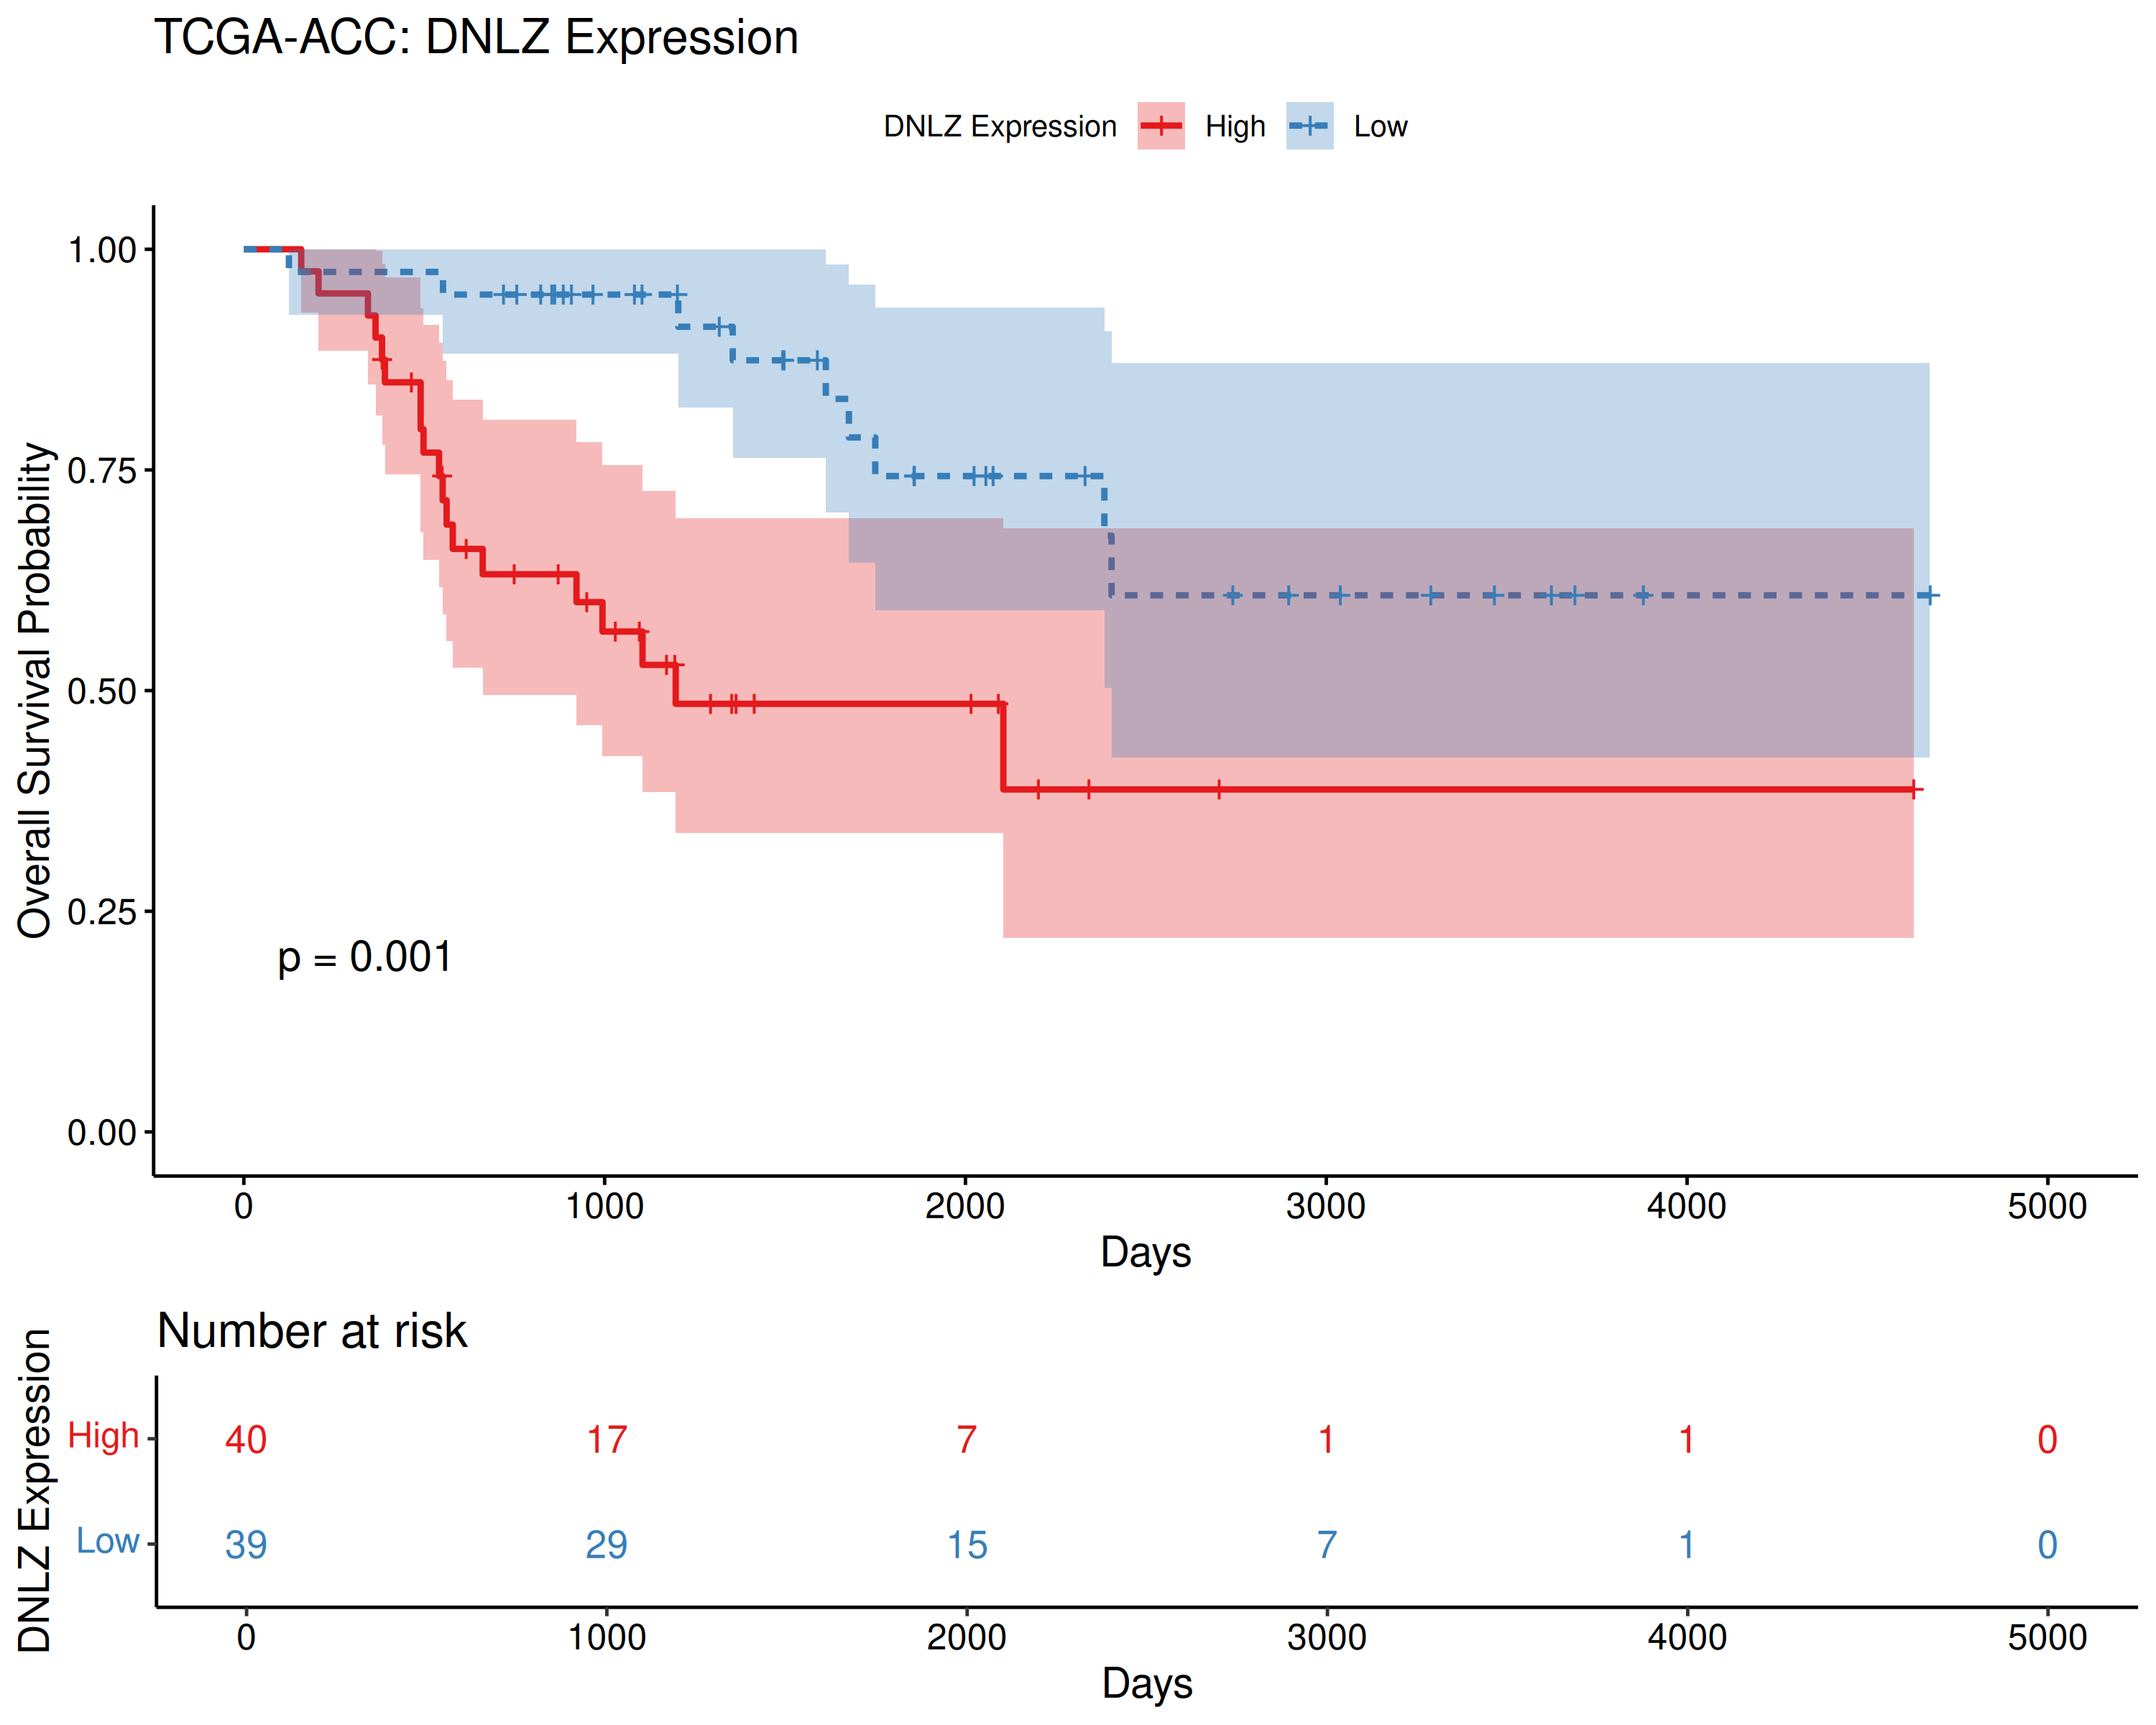 TCGA-ACC: DNLZ Expression
DNLZ Expression High Low
Overall Survival Probability
1.00
0.75
0.50
0.25
0.00
p = 0.001
0 1000 2000 3000 4000 5000
Days
Number at risk
DNLZ Expression
High 40 17 7 1 1 0
Low 39 29 15 7 1 0
0 1000 2000 3000 4000 5000
Days